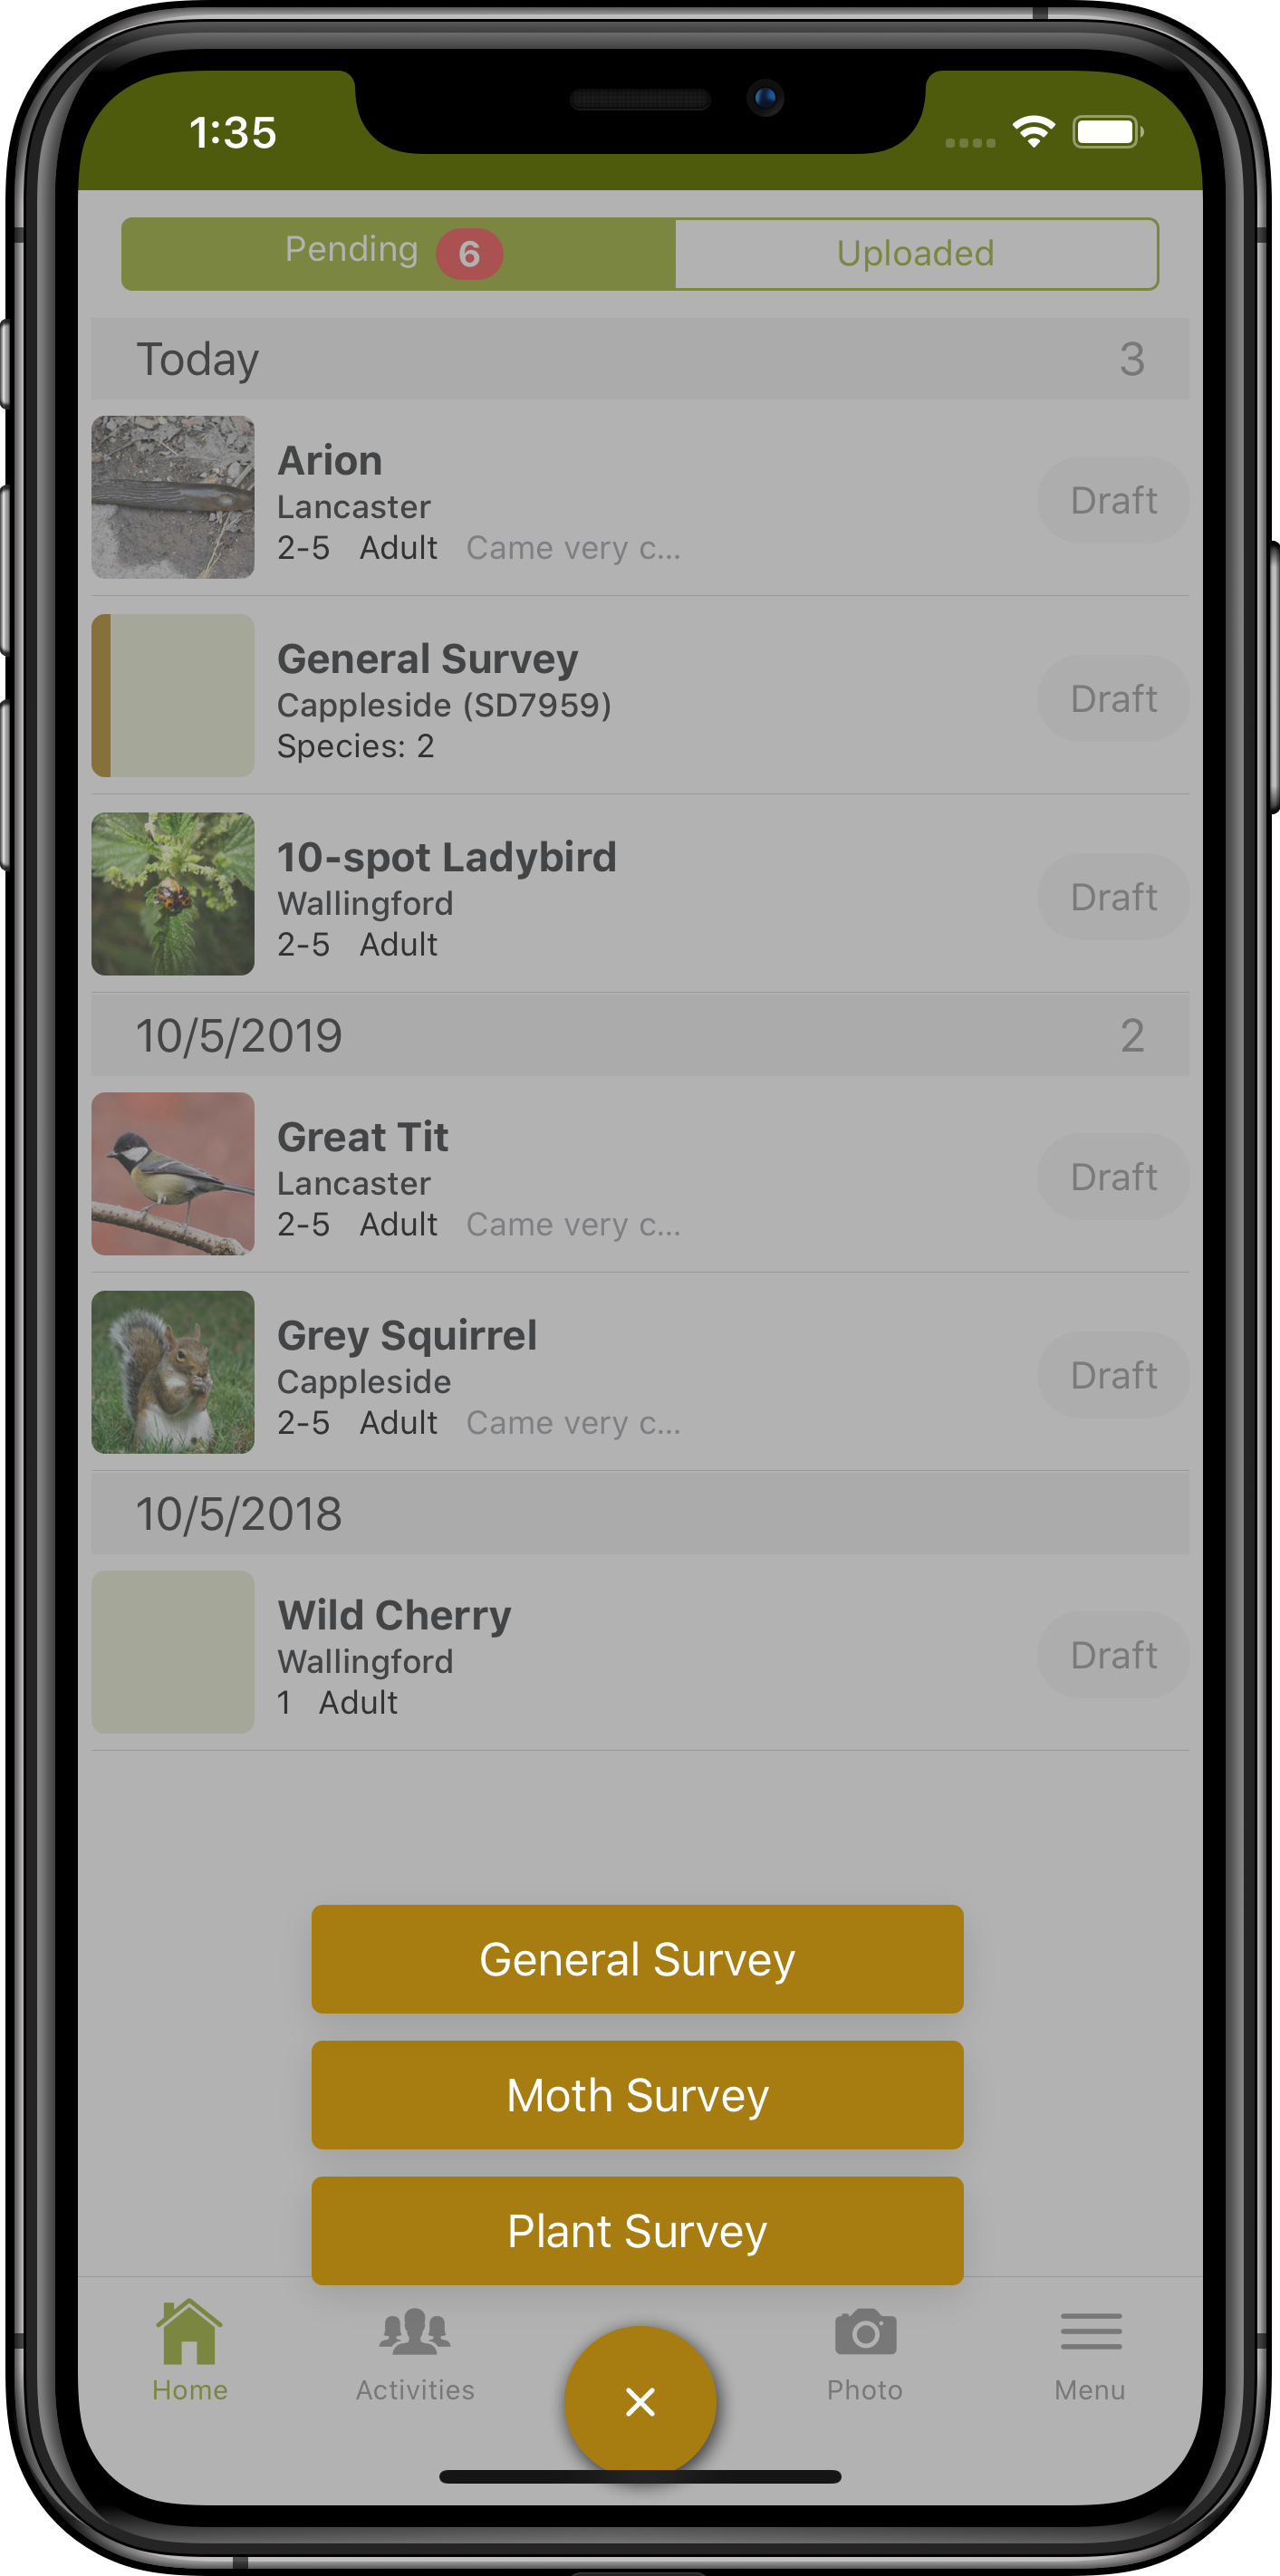 1:35
Pending 6
Uploaded
Today 3
Arion
Lancaster
2-5 Adult Came very c...
Draft
General Survey
Cappleside (SD7959)
Species: 2
Draft
10-spot Ladybird
Wallingford
2-5 Adult
Draft
10/5/2019 2
Great Tit
Lancaster
2-5 Adult Came very c...
Draft
Grey Squirrel
Cappleside
2-5 Adult Came very c...
Draft
10/5/2018
Wild Cherry
Wallingford
1 Adult
Draft
General Survey
Moth Survey
Plant Survey
Home
Activities
Photo
Menu